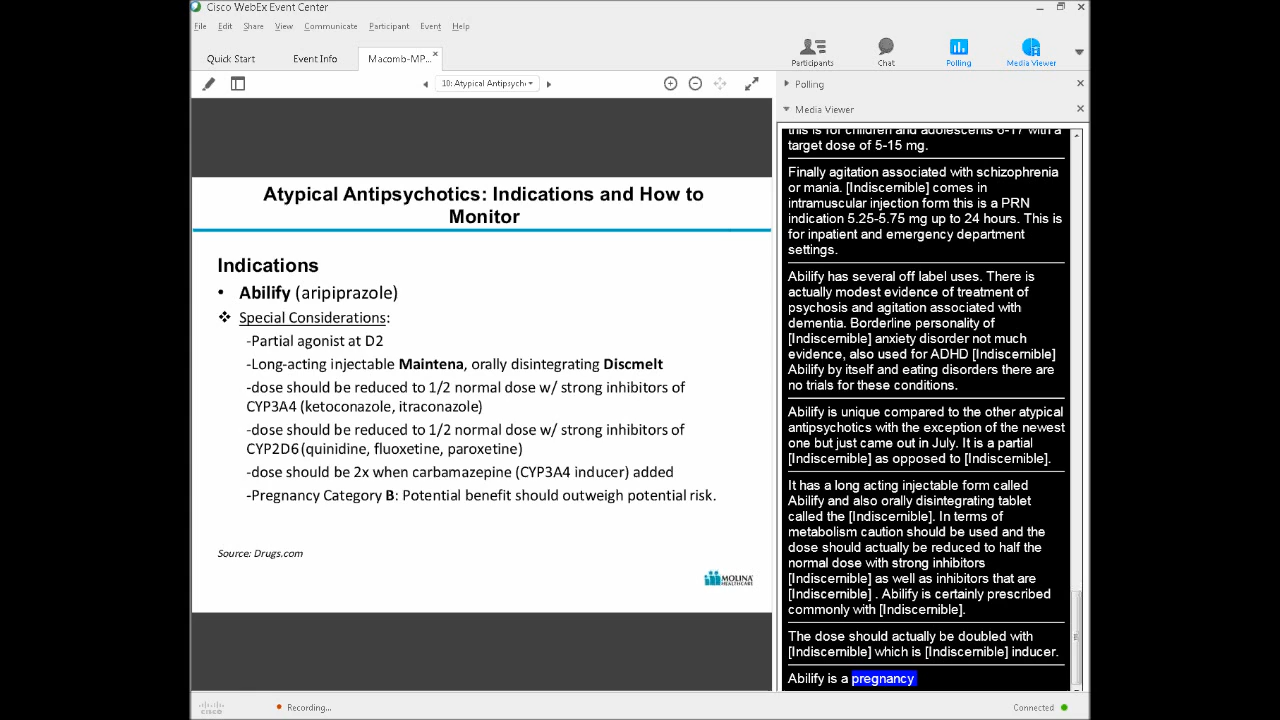 Cisco WebEx Event Center
File Edit Share View Communicate Participant Event Help
Quick Start Event Info Macomb-MP...
Participants Chat Polling Media Viewer
10: Atypical Antipsych
Polling
Media Viewer
Atypical Antipsychotics: Indications and How to
Monitor
Indications
• Abilify (aripiprazole)
❖ Special Considerations:
-Partial agonist at D2
-Long-acting injectable Maintena, orally disintegrating Discmelt
-dose should be reduced to 1/2 normal dose w/ strong inhibitors of
CYP3A4 (ketoconazole, itraconazole)
-dose should be reduced to 1/2 normal dose w/ strong inhibitors of
CYP2D6 (quinidine, fluoxetine, paroxetine)
-dose should be 2x when carbamazepine (CYP3A4 inducer) added
-Pregnancy Category B: Potential benefit should outweigh potential risk.
Source: Drugs.com
MOLINA
HEALTHCARE
this is for children and adolescents 6-17 with a
target dose of 5-15 mg.
Finally agitation associated with schizophrenia
or mania. [Indiscernible] comes in
intramuscular injection form this is a PRN
indication 5.25-5.75 mg up to 24 hours. This is
for inpatient and emergency department
settings.
Abilify has several off label uses. There is
actually modest evidence of treatment of
psychosis and agitation associated with
dementia. Borderline personality of
[Indiscernible] anxiety disorder not much
evidence, also used for ADHD [Indiscernible]
Abilify by itself and eating disorders there are
no trials for these conditions.
Abilify is unique compared to the other atypical
antipsychotics with the exception of the newest
one but just came out in July. It is a partial
[Indiscernible] as opposed to [Indiscernible].
It has a long acting injectable form called
Abilify and also orally disintegrating tablet
called the [Indiscernible]. In terms of
metabolism caution should be used and the
dose should actually be reduced to half the
normal dose with strong inhibitors
[Indiscernible] as well as inhibitors that are
[Indiscernible] . Abilify is certainly prescribed
commonly with [Indiscernible].
The dose should actually be doubled with
[Indiscernible] which is [Indiscernible] inducer.
Abilify is a pregnancy
cisco
Recording...
Connected